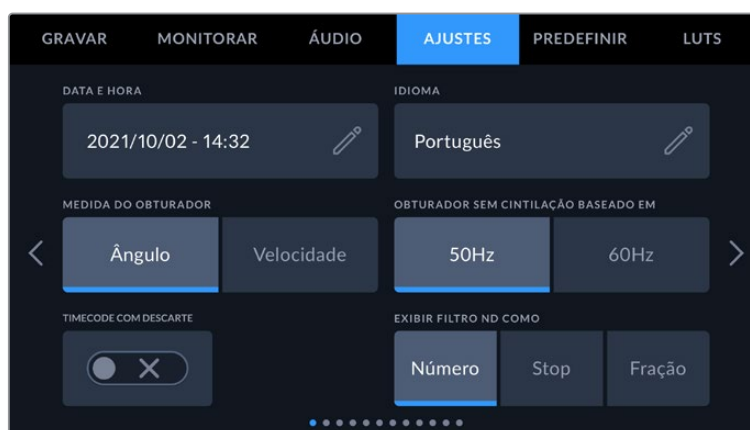 GRAVAR MONITORAR ÁUDIO AJUSTES PREDEFINIR LUTS
DATA E HORA IDIOMA
2021/10/02 - 14:32 Português
MEDIDA DO OBTURADOR OBTURADOR SEM CINTILAÇÃO BASEADO EM
Ângulo Velocidade 50Hz 60Hz
TIMECODE COM DESCARTE EXIBIR FILTRO ND COMO
Número Stop Fração